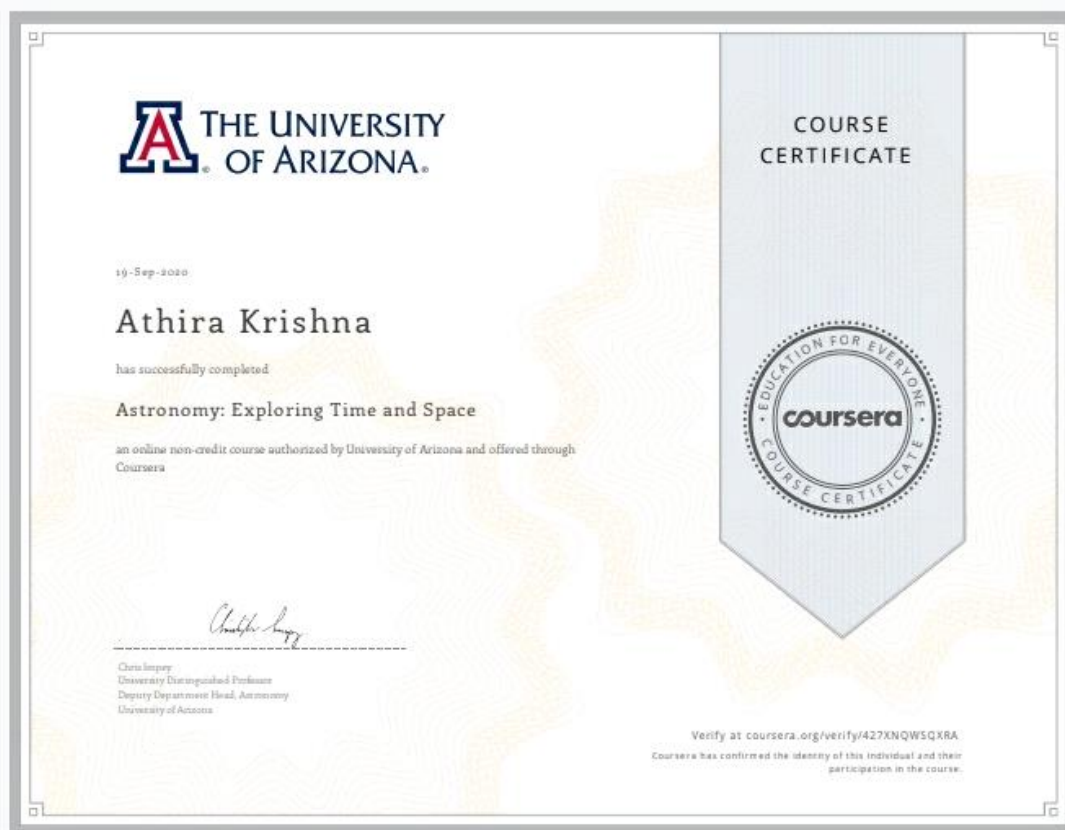 THE UNIVERSITY
OF ARIZONA
19-Sep-2020
Athira Krishna
has successfully completed
Astronomy: Exploring Time and Space
an online non-credit course authorized by University of Arizona and offered through
Coursera
Chris Impey
University Distinguished Professor
Deputy Department Head, Astronomy
University of Arizona
COURSE
CERTIFICATE
EDUCATION FOR EVERYONE
coursera
COURSE CERTIFICATE
Verify at coursera.org/verify/427XNQWSQXRA
Coursera has confirmed the identity of this individual and their
participation in the course.